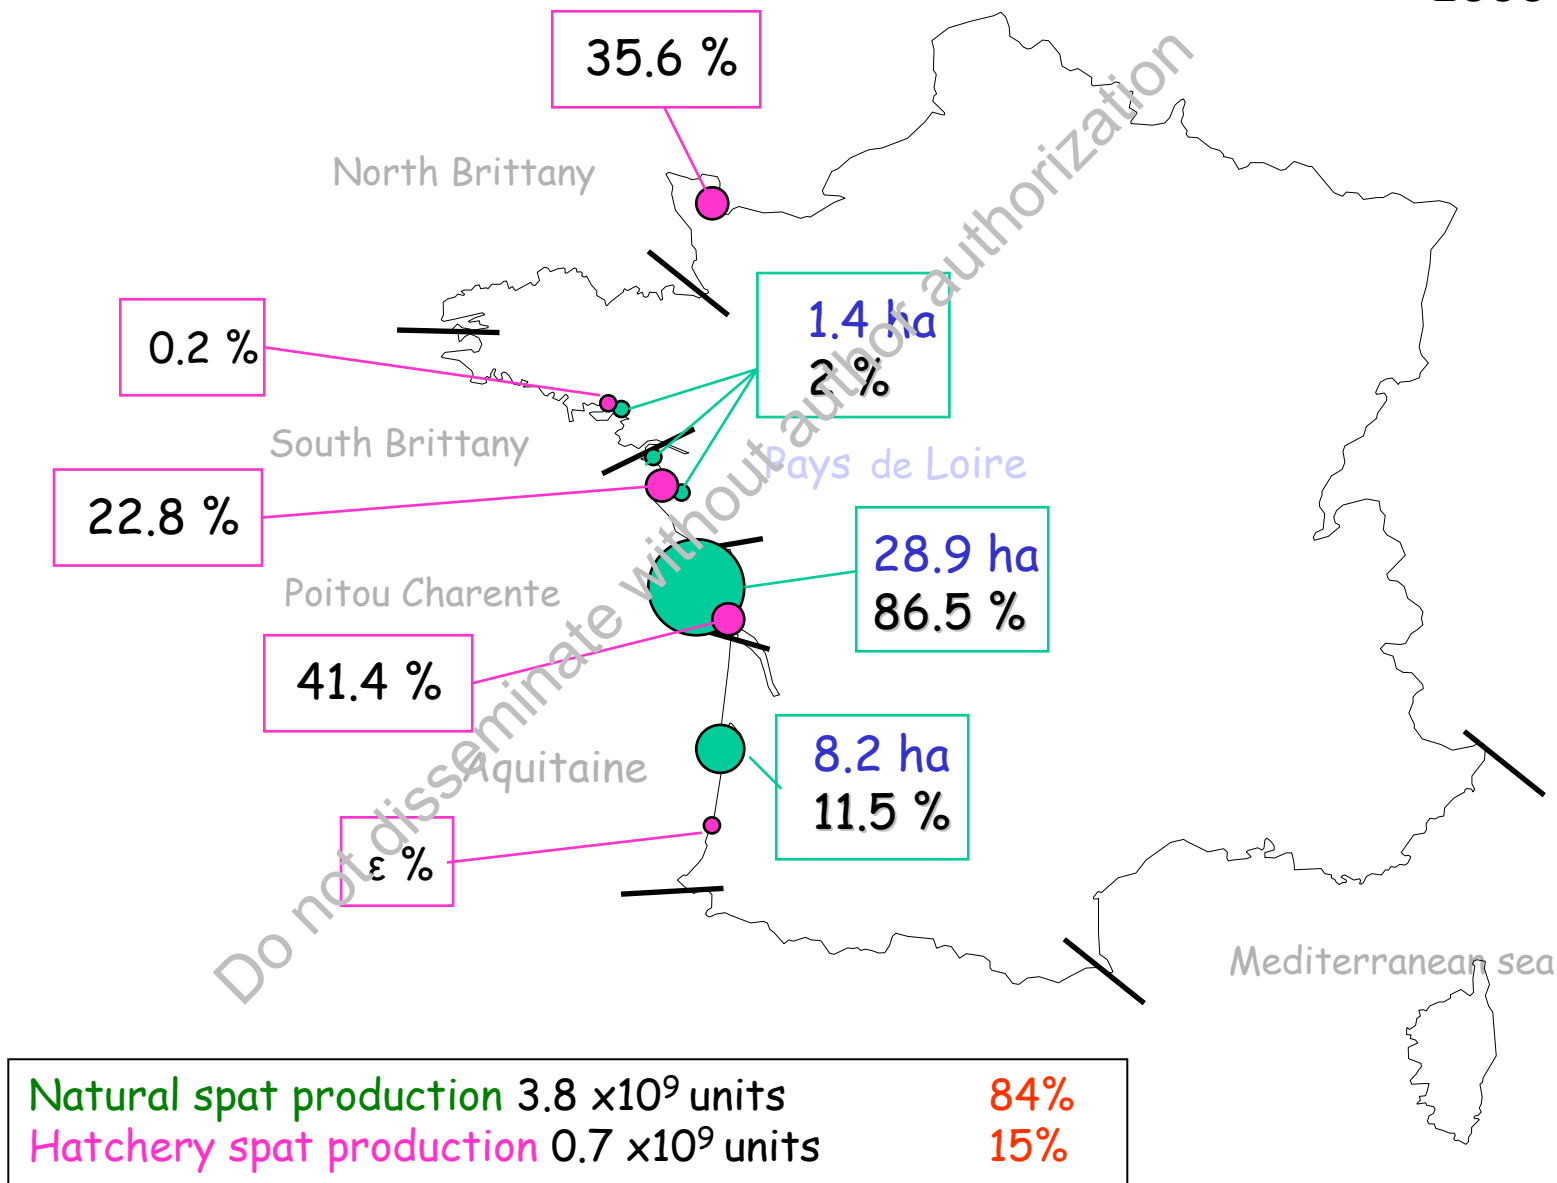 35.6 %
North Brittany
1.4 ha
2 %
0.2 %
South Brittany
Pays de Loire
22.8 %
28.9 ha
86.5 %
Poitou Charente
41.4 %
8.2 ha
11.5 %
Aquitaine
ε %
Mediterranean sea
Do not disseminate without author authorization
Natural spat production 3.8 x10⁹ units 84%
Hatchery spat production 0.7 x10⁹ units 15%